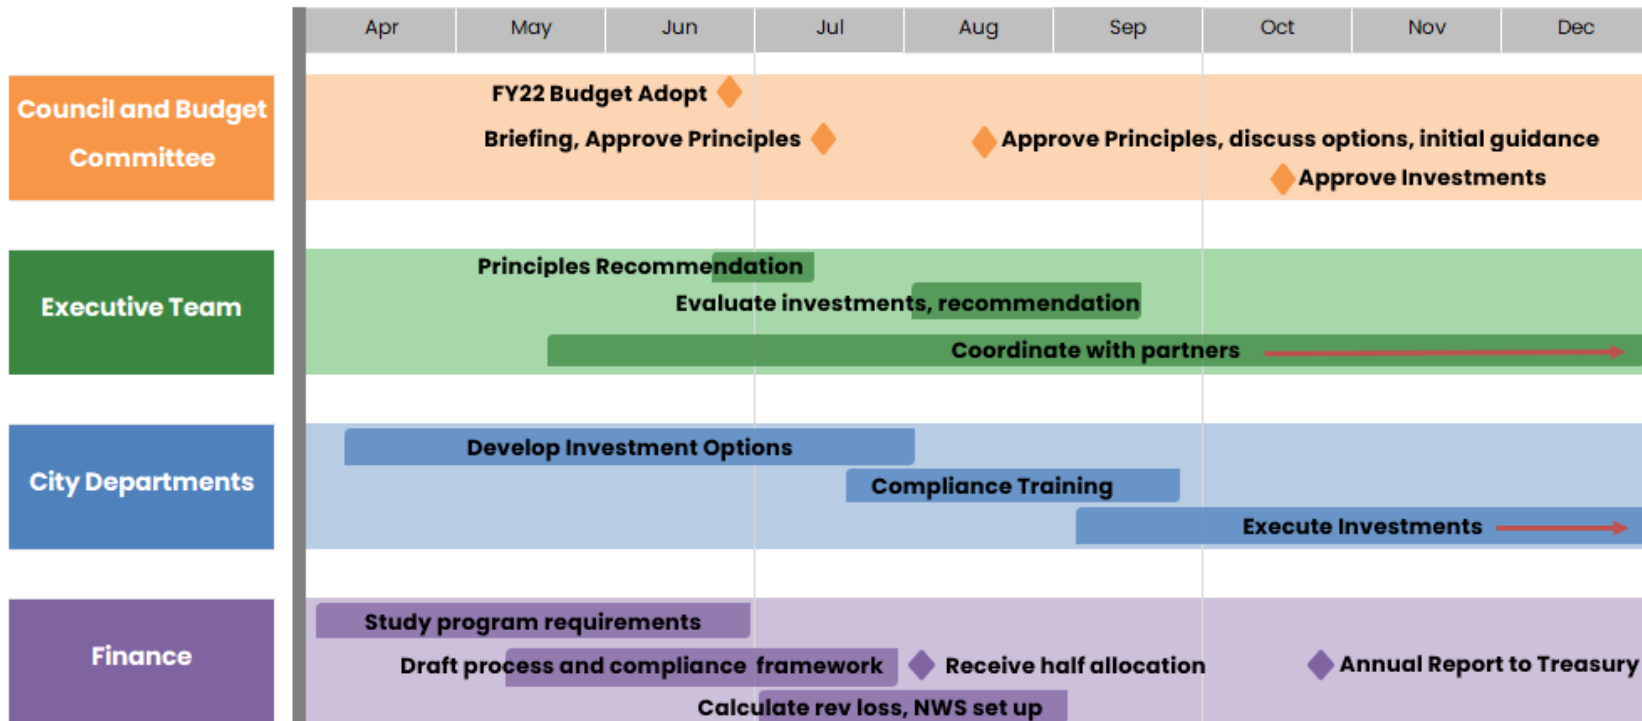 Apr May Jun Jul Aug Sep Oct Nov Dec
Council and Budget
Committee
FY22 Budget Adopt
Briefing, Approve Principles
Approve Principles, discuss options, initial guidance
Approve Investments
Executive Team
Principles Recommendation
Evaluate investments, recommendation
Coordinate with partners
City Departments
Develop Investment Options
Compliance Training
Execute Investments
Finance
Study program requirements
Draft process and compliance framework
Receive half allocation
Annual Report to Treasury
Calculate rev loss, NWS set up